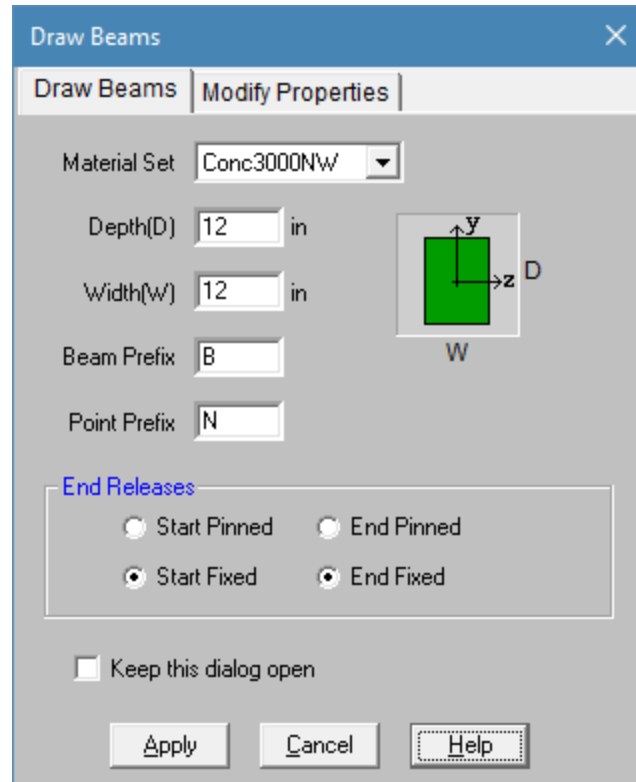 Draw Beams
Draw Beams Modify Properties
Material Set Conc3000NW
Depth(D) 12 in
Width(W) 12 in
y
z D
W
Beam Prefix B
Point Prefix N
End Releases
Start Pinned End Pinned
Start Fixed End Fixed
Keep this dialog open
Apply Cancel Help